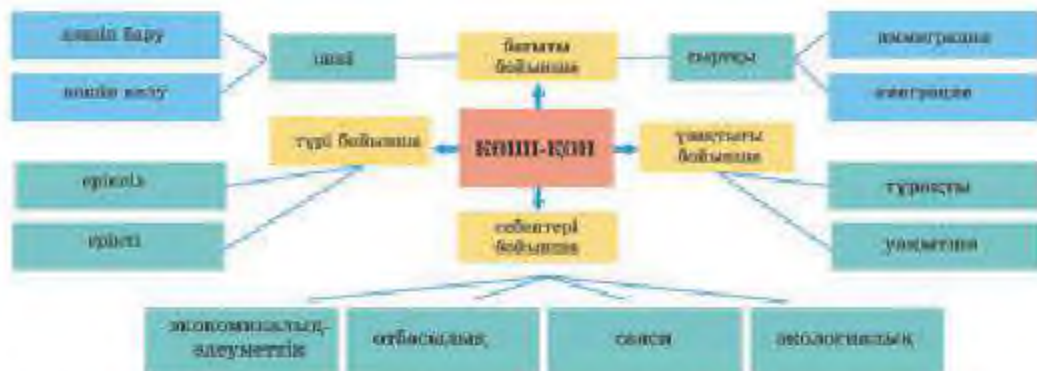 көшіп бару
көшіп келу
ішкі
бағыты
бойынша
сыртқы
иммиграция
эмиграция
түрі бойынша
КӨШІ-ҚОН
уақтығы
бойынша
еріксіз
ерікті
себептері
бойынша
тұрақты
уақытша
экономикалық-
әлеуметтік
отбасылық
саяси
экологиялық